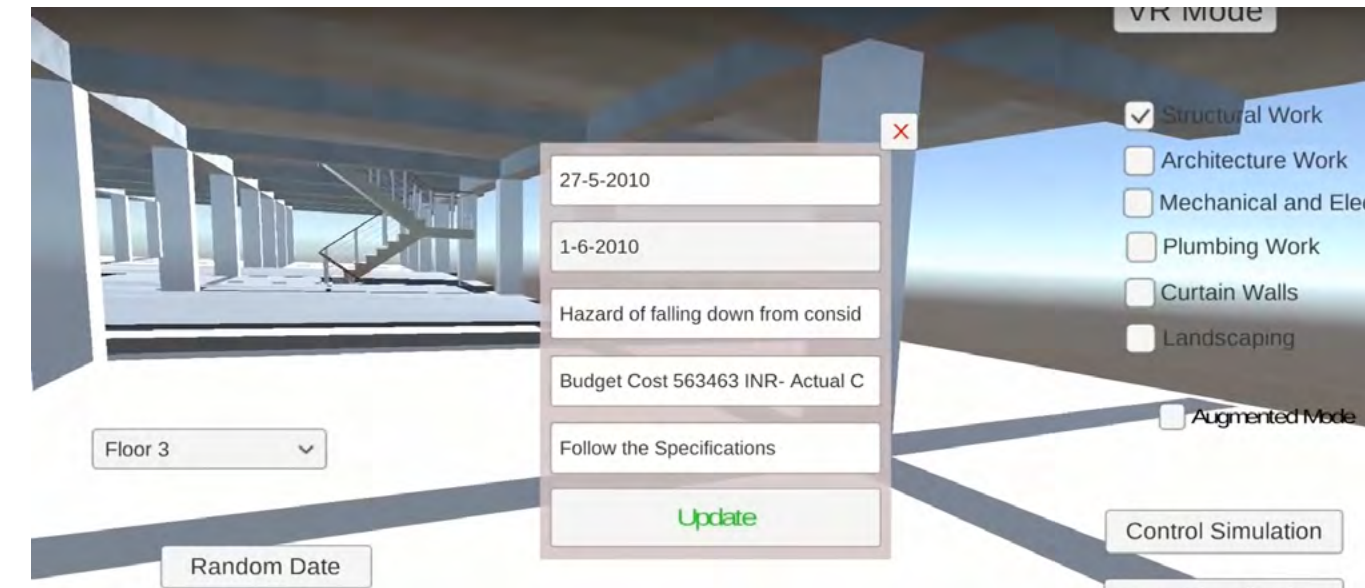 VR Mode
Structural Work
Architecture Work
Mechanical and Ele
Plumbing Work
Curtain Walls
Landscaping
Augmented Mode
27-5-2010
1-6-2010
Hazard of falling down from consid
Budget Cost 563463 INR- Actual C
Follow the Specifications
Update
Floor 3
Random Date
Control Simulation